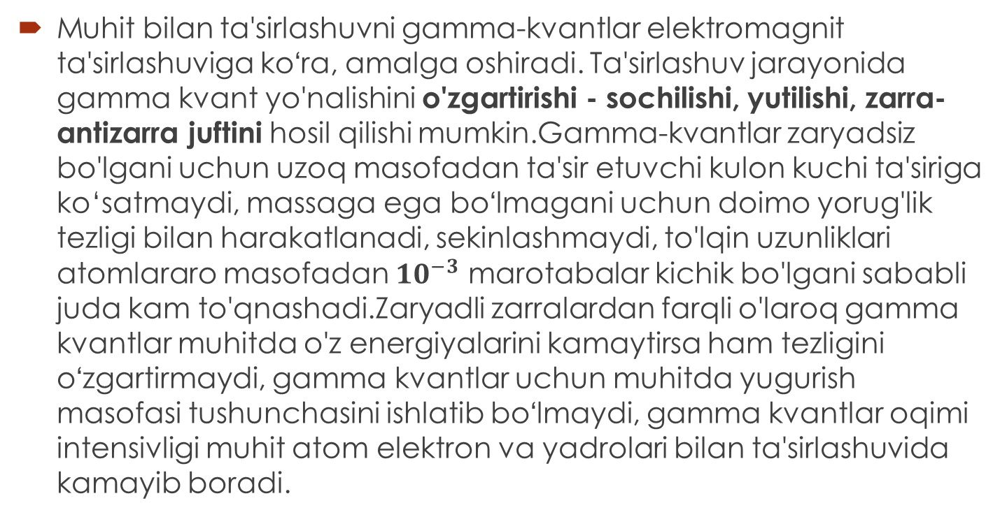 Muhit bilan ta'sirlashuvni gamma-kvantlar elektromagnit
ta'sirlashuviga ko‘ra, amalga oshiradi. Ta'sirlashuv jarayonida
gamma kvant yo'nalishini o'zgartirishi - sochilishi, yutilishi, zarra-
antizarra juftini hosil qilishi mumkin.Gamma-kvantlar zaryadsiz
bo'lgani uchun uzoq masofadan ta'sir etuvchi kulon kuchi ta'siriga
ko‘satmaydi, massaga ega bo‘lmagani uchun doimo yorug'lik
tezligi bilan harakatlanadi, sekinlashmaydi, to'lqin uzunliklari
atomlararo masofadan 10⁻³ marotabalar kichik bo'lgani sababli
juda kam to'qnashadi.Zaryadli zarralardan farqli o'laroq gamma
kvantlar muhitda o'z energiyalarini kamaytirsa ham tezligini
o‘zgartirmaydi, gamma kvantlar uchun muhitda yugurish
masofasi tushunchasini ishlatib bo‘lmaydi, gamma kvantlar oqimi
intensivligi muhit atom elektron va yadrolari bilan ta'sirlashuvida
kamayib boradi.